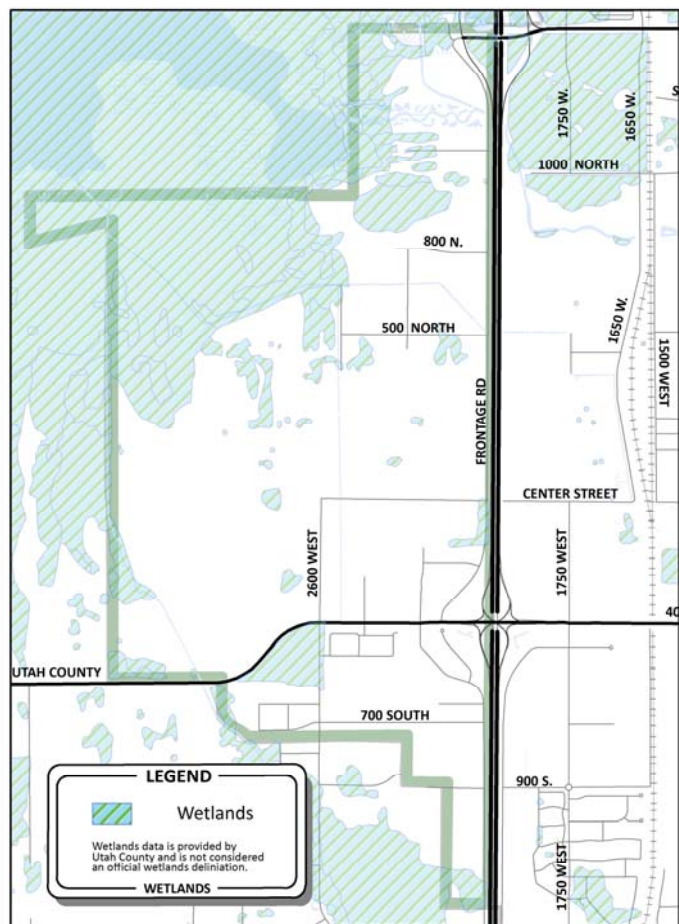 1750 W.
1650 W.
S
1000 NORTH
800 N.
500 NORTH
1650 W.
1500 WEST
FRONTAGE RD
CENTER STREET
2600 WEST
1750 WEST
40
UTAH COUNTY
700 SOUTH
900 S.
1750 WEST
LEGEND
Wetlands
Wetlands data is provided by
Utah County and is not considered
an official wetlands deliniation.
WETLANDS